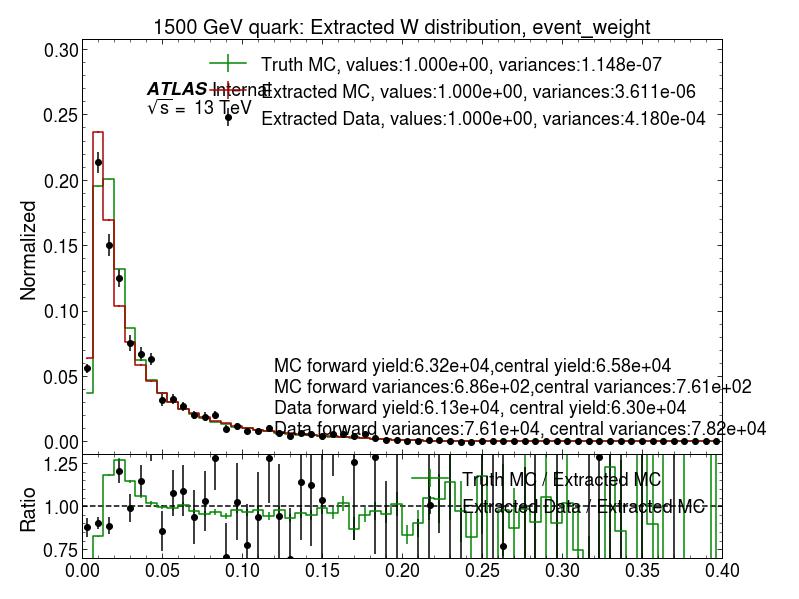 1500 GeV quark: Extracted W distribution, event_weight
Truth MC, values:1.000e+00, variances:1.148e-07
ATLAS Internal
Extracted MC, values:1.000e+00, variances:3.611e-06
√s = 13 TeV
Extracted Data, values:1.000e+00, variances:4.180e-04
0.30
0.25
0.20
0.15
0.10
0.05
0.00
Normalized
MC forward yield:6.32e+04,central yield:6.58e+04
MC forward variances:6.86e+02,central variances:7.61e+02
Data forward yield:6.13e+04, central yield:6.30e+04
Data forward variances:7.61e+04, central variances:7.82e+04
1.25
1.00
0.75
Ratio
Truth MC / Extracted MC
Extracted Data / Extracted MC
0.00 0.05 0.10 0.15 0.20 0.25 0.30 0.35 0.40